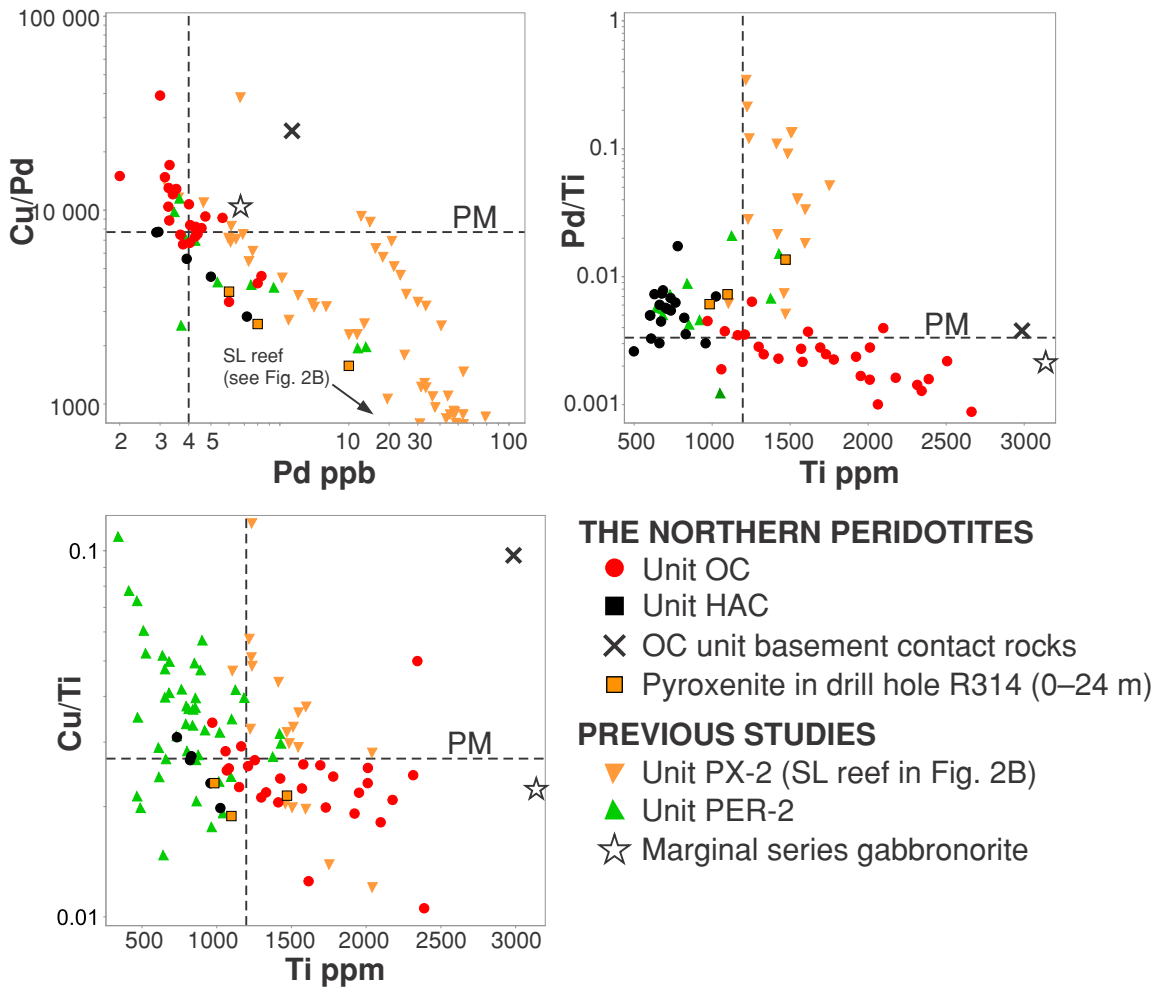 100 000
10 000
1000
Cu/Pd
PM
SL reef
(see Fig. 2B)
2 3 4 5 10 20 30 100
Pd ppb
1
0.1
0.01
0.001
Pd/Ti
PM
500 1000 1500 2000 2500 3000
Ti ppm
0.1
0.01
Cu/Ti
PM
500 1000 1500 2000 2500 3000
Ti ppm
THE NORTHERN PERIDOTITES
Unit OC
Unit HAC
OC unit basement contact rocks
Pyroxenite in drill hole R314 (0–24 m)
PREVIOUS STUDIES
Unit PX-2 (SL reef in Fig. 2B)
Unit PER-2
Marginal series gabbronorite